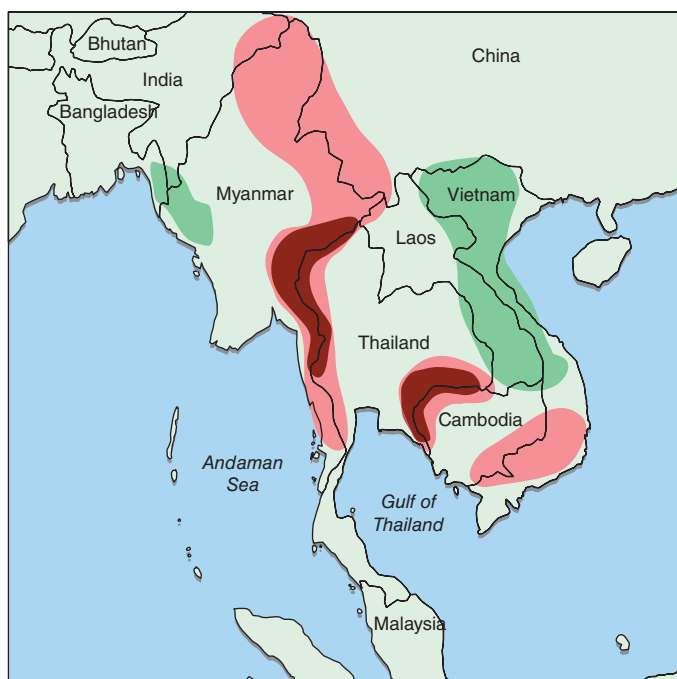 Bhutan
China
India
Bangladesh
Myanmar
Vietnam
Laos
Thailand
Cambodia
Andaman
Sea
Gulf of
Thailand
Malaysia